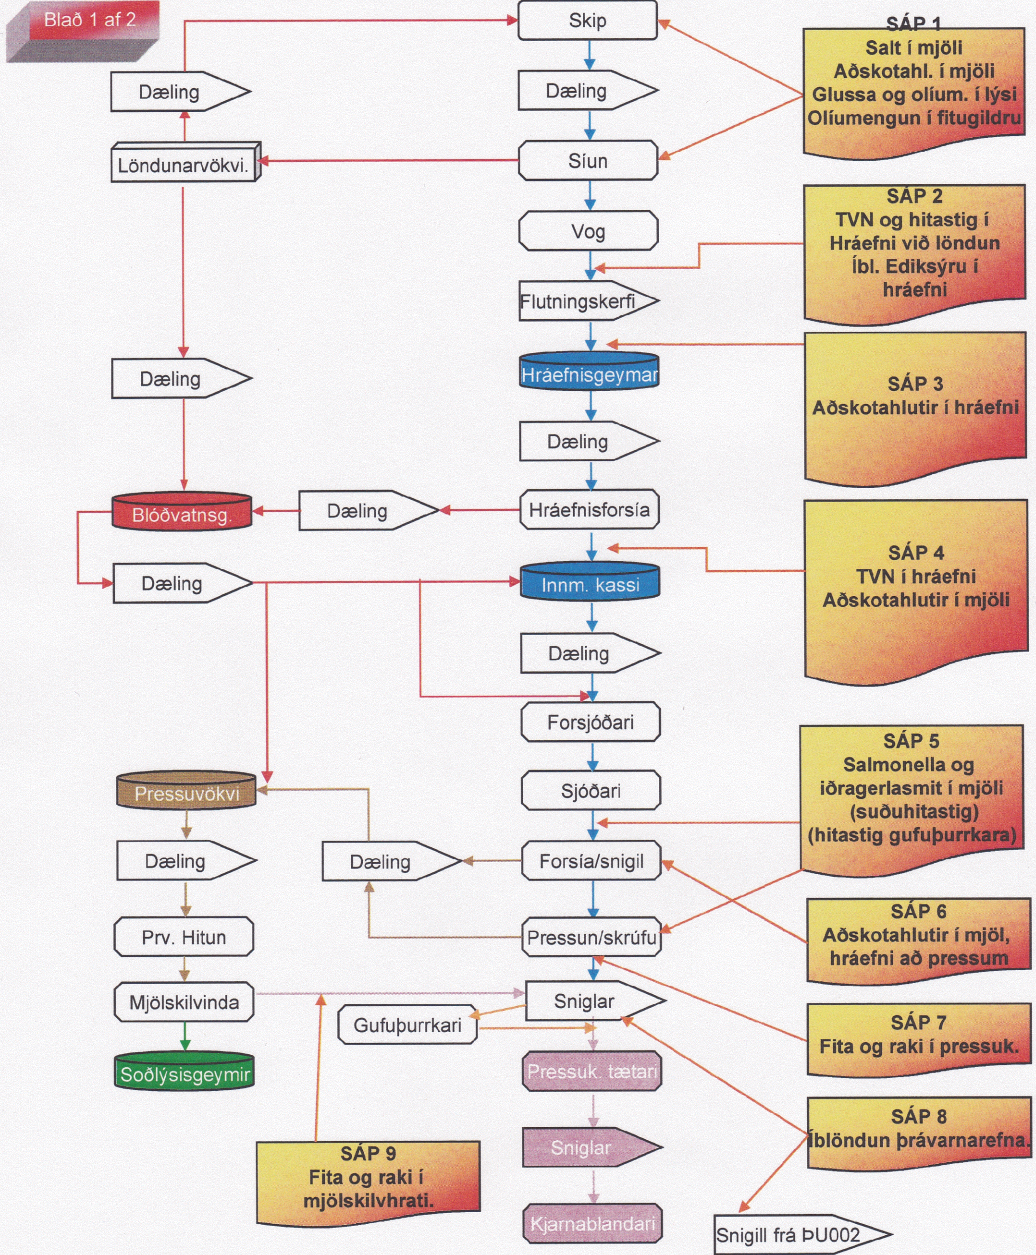 Blað 1 af 2
Skip
SÁP 1
Salt í mjöli
Aðskotahl. í mjöli
Glussa og olíum. í lýsi
Olíumengun í fitugildru
Dæling
Dæling
Löndunarvökvi.
Síun
SÁP 2
TVN og hitastig í
Hráefni við löndun
Íbl. Ediksýru í
hráefni
Vog
Flutningskerfi
Dæling
Hráefnisgeymar
SÁP 3
Aðskotahlutir í hráefni
Dæling
Blóðvatnsg.
Dæling
Hráefnisforsía
SÁP 4
TVN í hráefni
Aðskotahlutir í mjöli
Dæling
Innm. kassi
Dæling
Forsjóðari
SÁP 5
Salmonella og
iðragerlasmit í mjöli
(suðuhitastig)
(hitastig gufuþurrkara)
Pressuvökvi
Sjóðari
Dæling
Dæling
Forsía/snigil
SÁP 6
Aðskotahlutir í mjöl,
hráefni að pressum
Prv. Hitun
Pressun/skrúfu
Mjölskilvinda
Sniglar
Gufuþurrkari
SÁP 7
Fita og raki í pressuk.
Soðlýsisgeymir
Pressuk. tætari
SÁP 8
Íblöndun þrávarnarefna.
SÁP 9
Fita og raki í
mjölskilvhrati.
Sniglar
Kjarnablandari
Snigill frá ÞU002